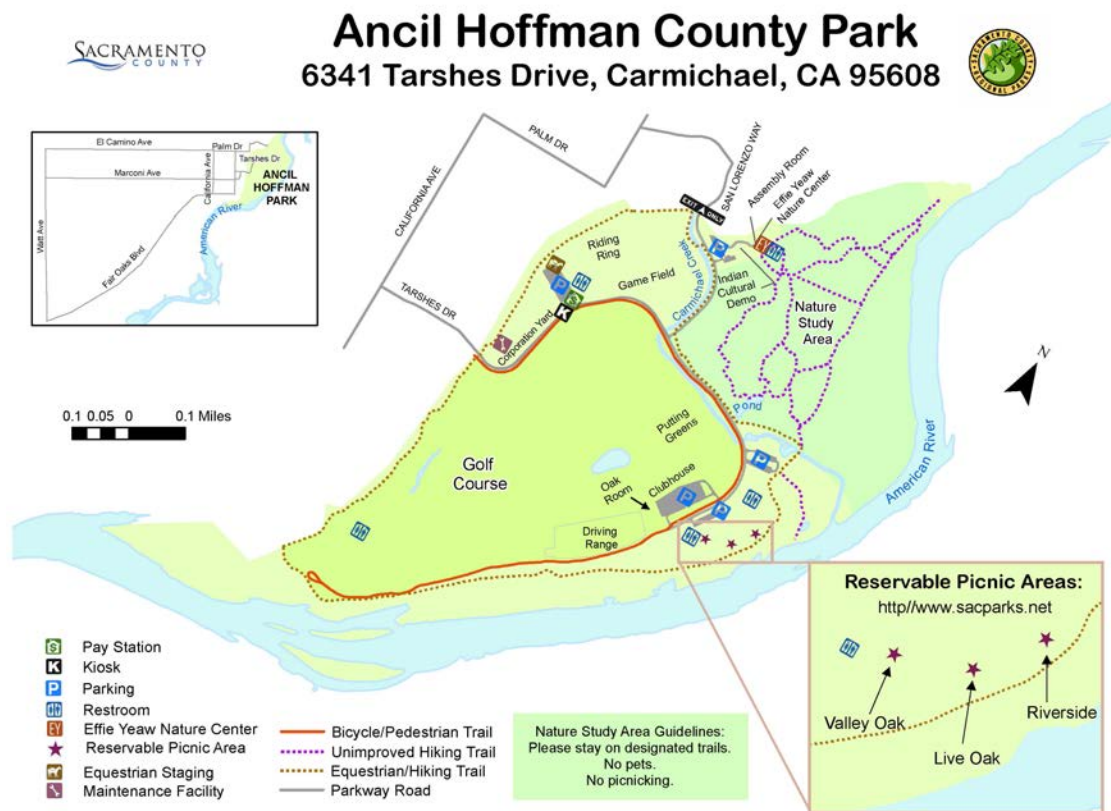 SACRAMENTO
COUNTY
Ancil Hoffman County Park
6341 Tarshes Drive, Carmichael, CA 95608
SACRAMENTO COUNTY
REGIONAL PARKS
El Camino Ave
Palm Dr
Tarshes Dr
Marconi Ave
California Ave
ANCIL
HOFFMAN
PARK
American River
Watt Ave
Fair Oaks Blvd
PALM DR
CALIFORNIA AVE
SAN LORENZO WAY
EXIT ONLY
Assembly Room
Effie Yeaw
Nature Center
EY
Riding
Ring
P
P
$
K
Game Field
Carmichael Creek
Indian
Cultural
Demo
Nature
Study
Area
TARSHES DR
Corporation Yard
N
0.1 0.05 0 0.1 Miles
Pond
Putting
Greens
American River
Golf
Course
Oak
Room
Clubhouse
P
P
P
Driving
Range
Reservable Picnic Areas:
http//www.sacparks.net
Valley Oak
Live Oak
Riverside
$ Pay Station
K Kiosk
P Parking
Restroom
EY Effie Yeaw Nature Center
Reservable Picnic Area
Equestrian Staging
Maintenance Facility
Bicycle/Pedestrian Trail
Unimproved Hiking Trail
Equestrian/Hiking Trail
Parkway Road
Nature Study Area Guidelines:
Please stay on designated trails.
No pets.
No picnicking.